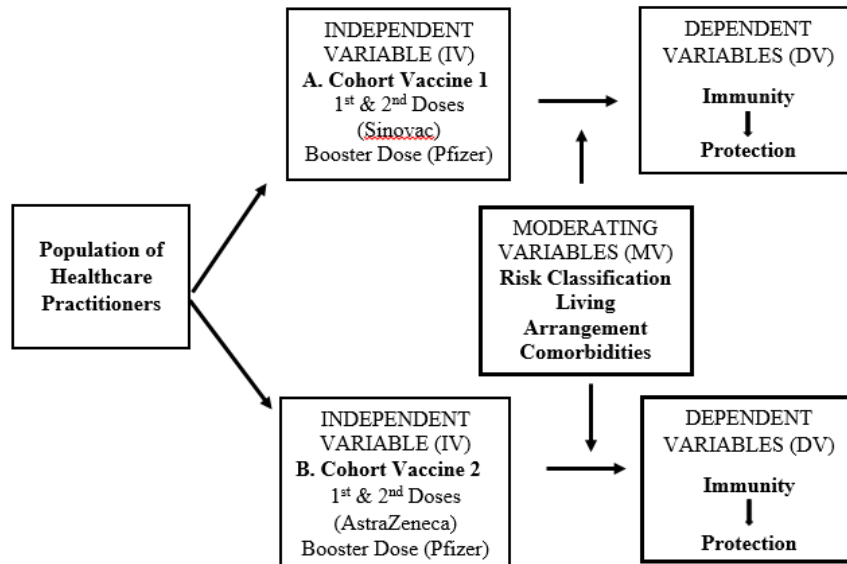 INDEPENDENT
VARIABLE (IV)
A. Cohort Vaccine 1
1st & 2nd Doses
(Sinovac)
Booster Dose (Pfizer)
DEPENDENT
VARIABLES (DV)
Immunity
Protection
Population of
Healthcare
Practitioners
MODERATING
VARIABLES (MV)
Risk Classification
Living
Arrangement
Comorbidities
INDEPENDENT
VARIABLE (IV)
B. Cohort Vaccine 2
1st & 2nd Doses
(AstraZeneca)
Booster Dose (Pfizer)
DEPENDENT
VARIABLES (DV)
Immunity
Protection